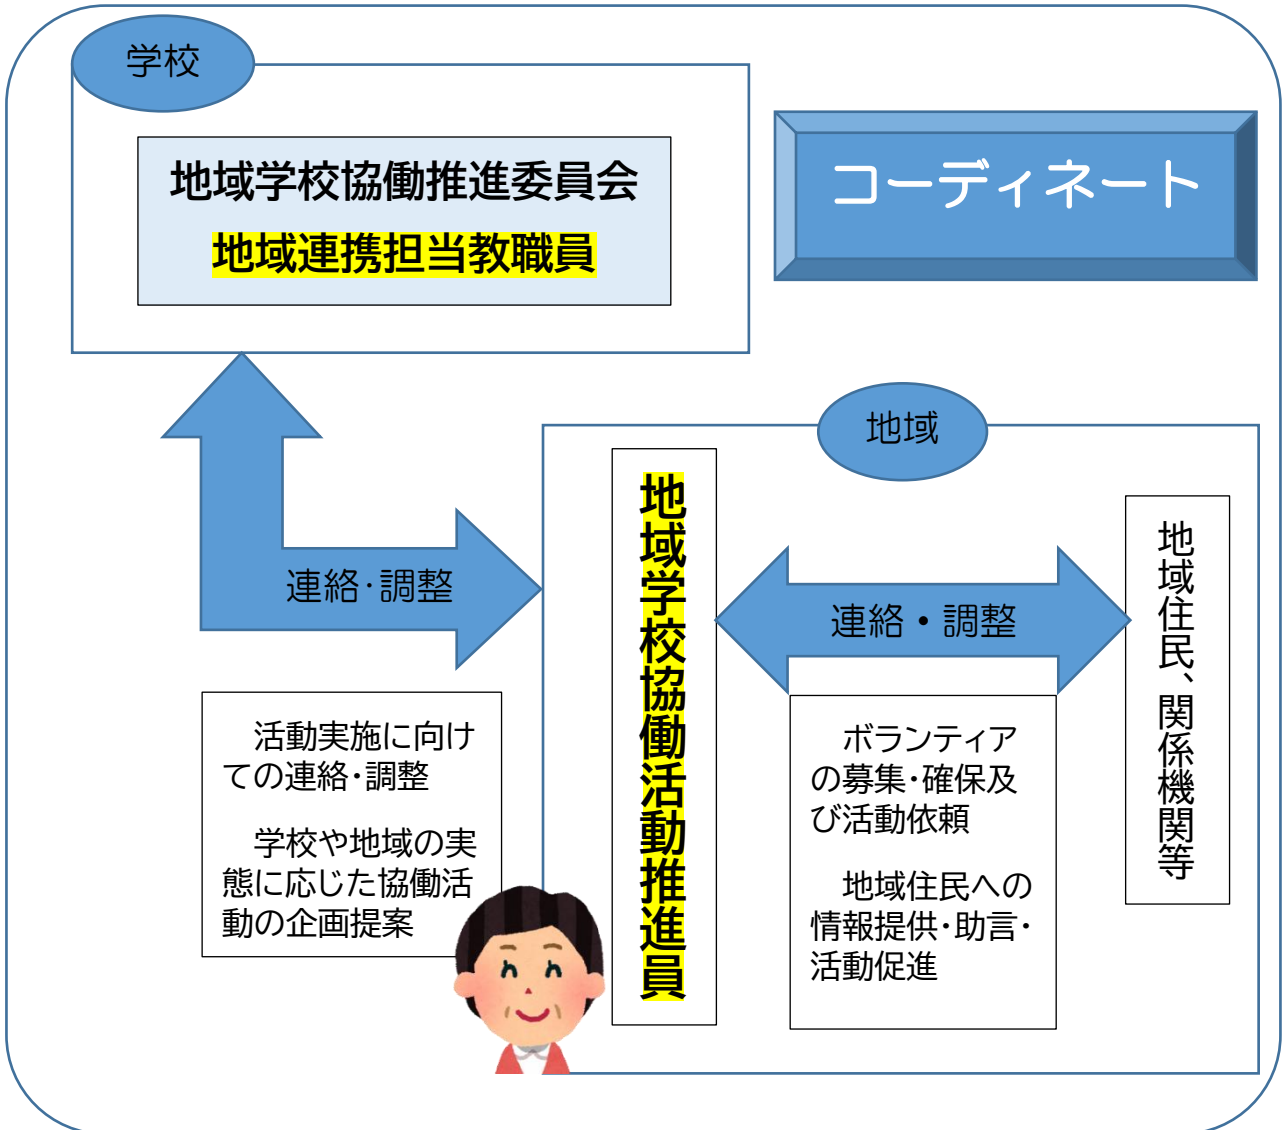 学校
地域学校協働推進委員会
地域連携担当教職員
コーディネート
地域
連絡･調整
地域学校協働活動推進員
連絡・調整
地域住民、関係機関等
活動実施に向け
ての連絡･調整
学校や地域の実
態に応じた協働活
動の企画提案
ボランティア
の募集･確保及
び活動依頼
地域住民への
情報提供･助言･
活動促進